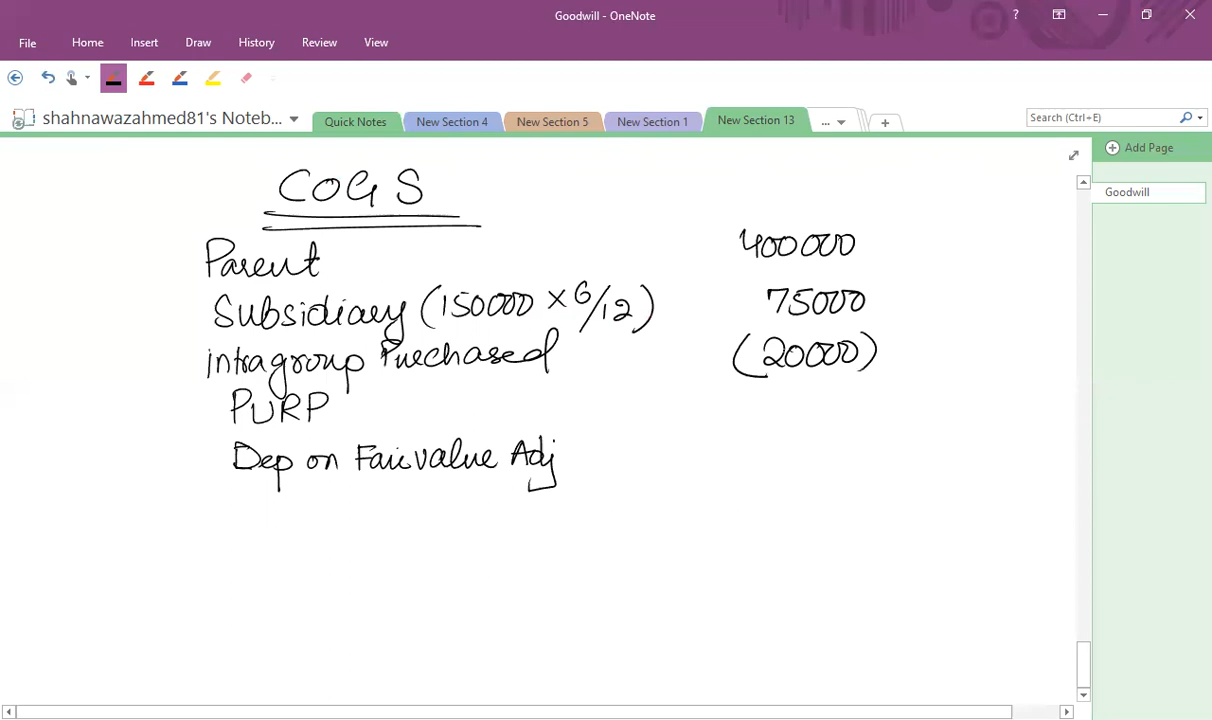 Goodwill - OneNote
?
File Home Insert Draw History Review View
shahnawazahmed81's Noteb... Quick Notes New Section 4 New Section 5 New Section 1 New Section 13 ... Search (Ctrl+E)
Add Page
Goodwill
COGS
Parent 400000
Subsidiary (150000 × 6/12) 75000
intragroup Purchased (20000)
PURP
Dep on Fair value Adj